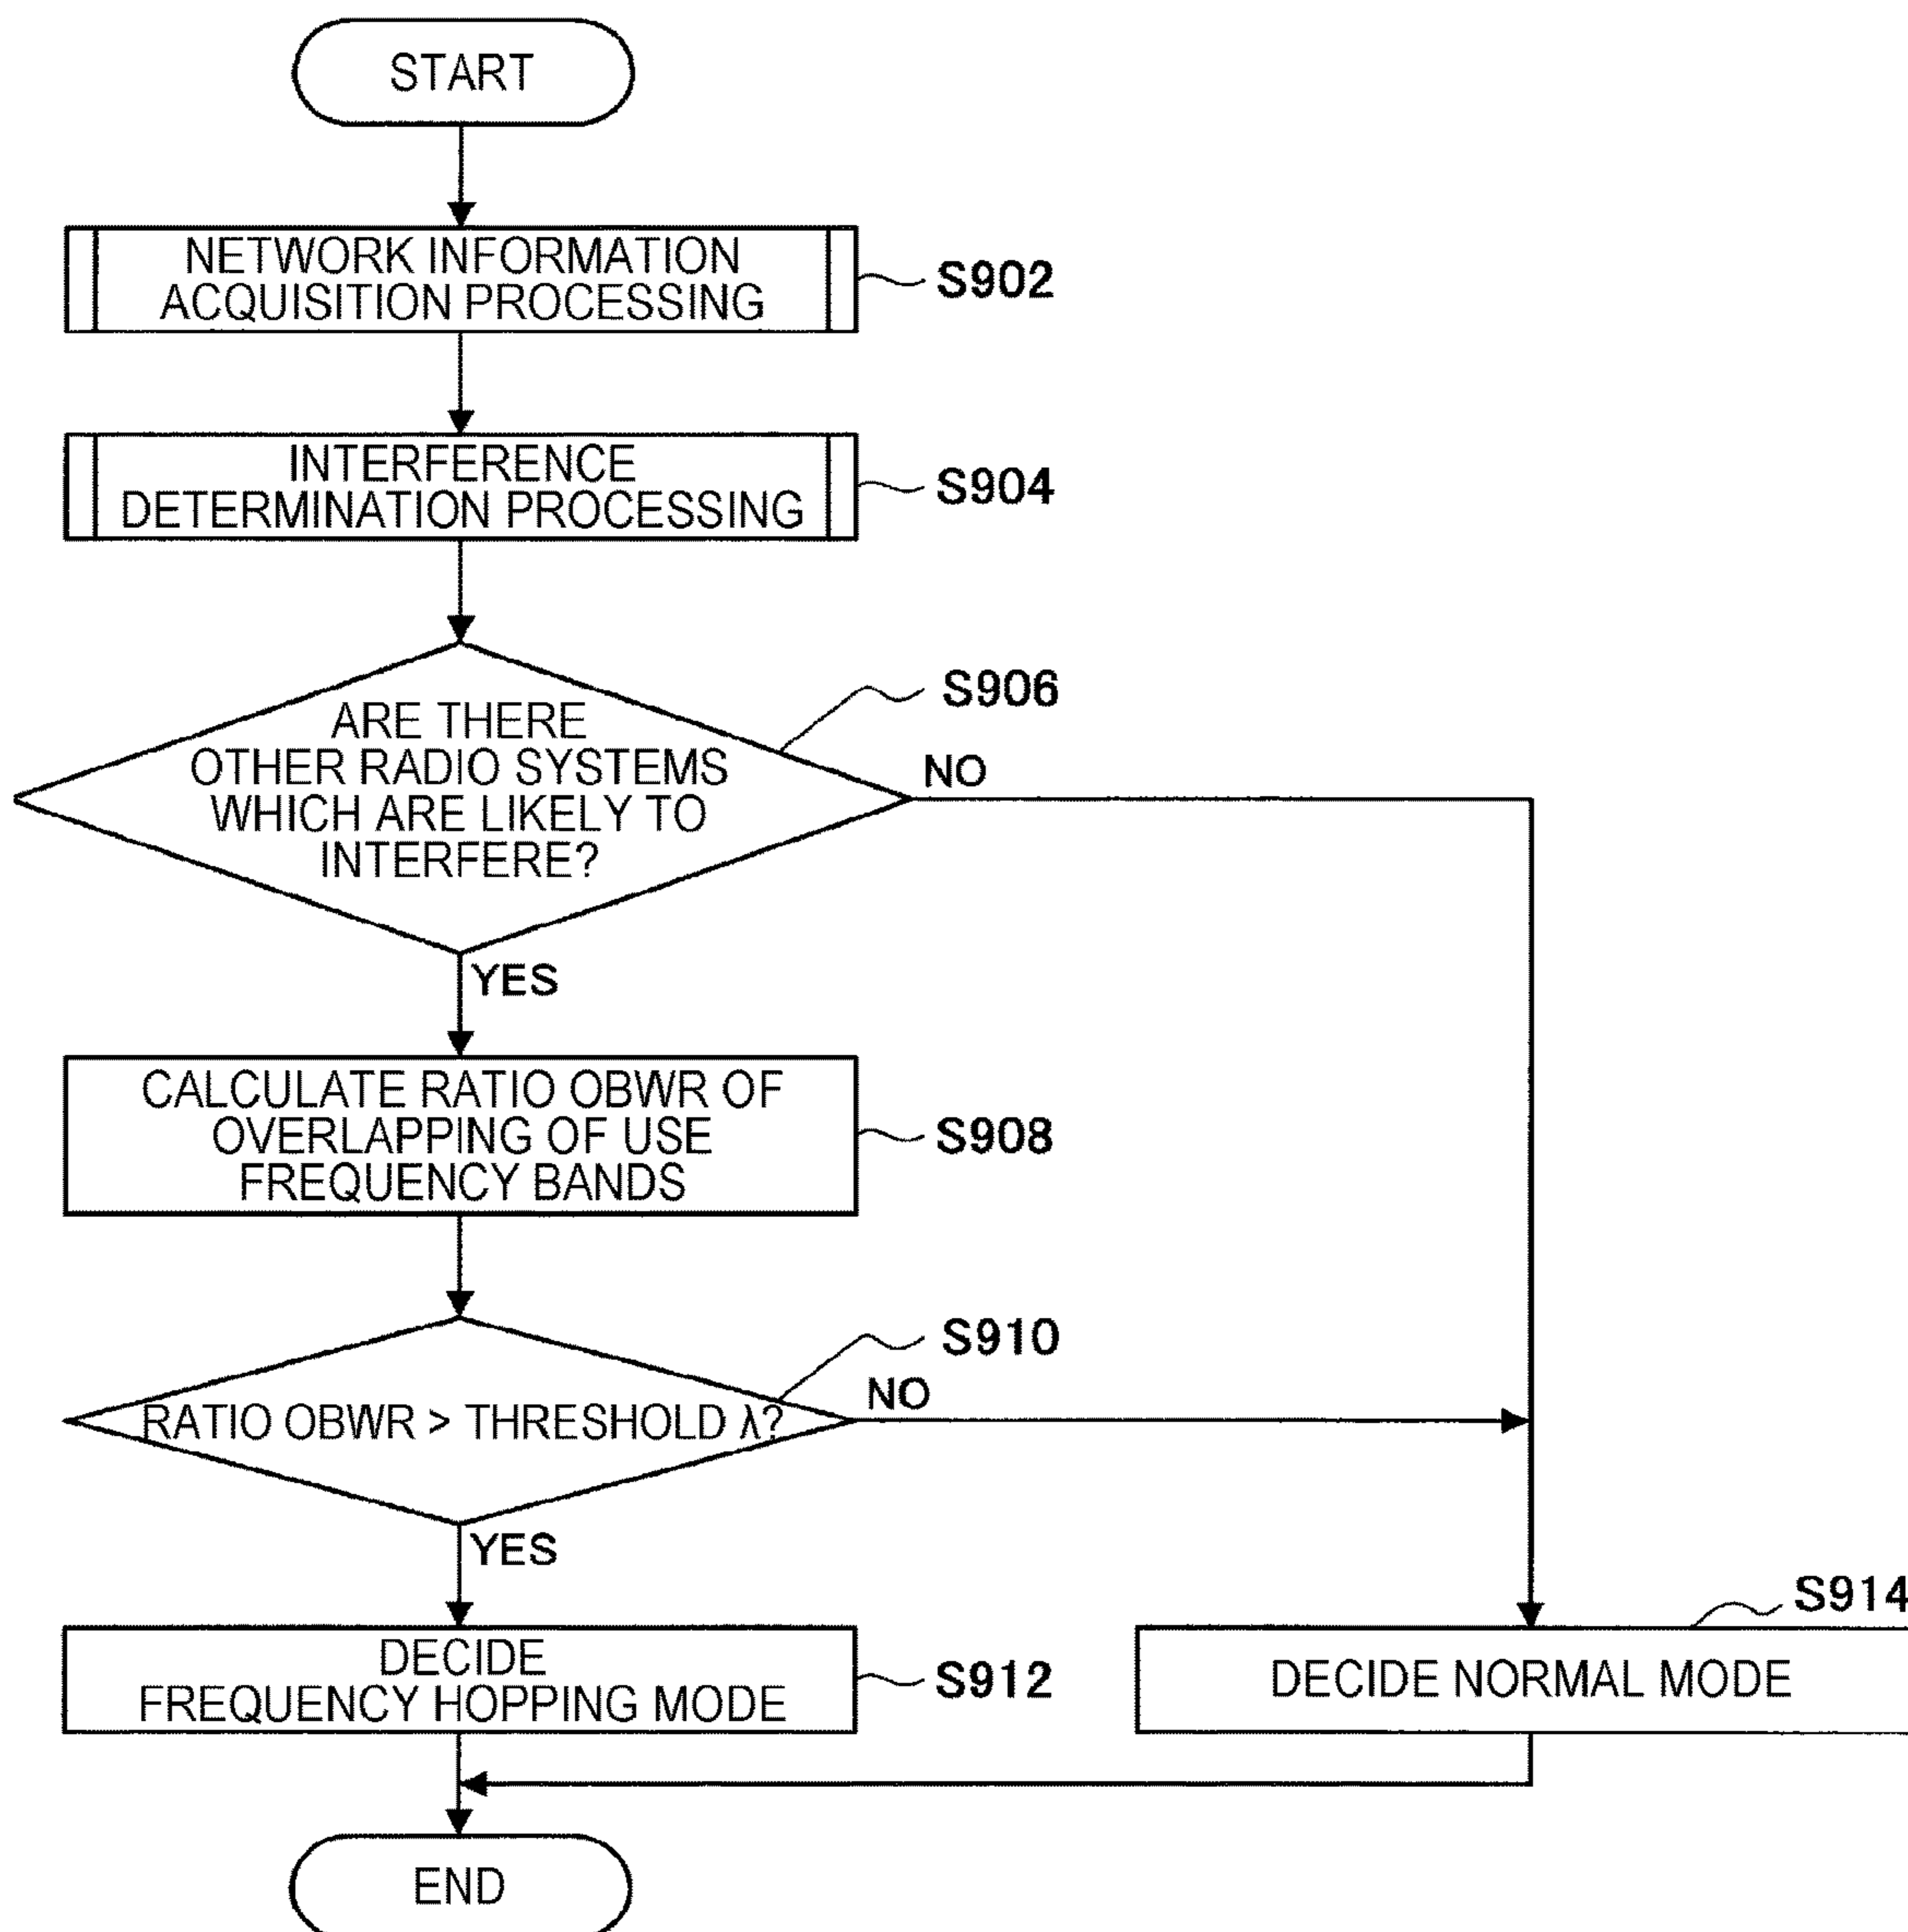 START
NETWORK INFORMATION
ACQUISITION PROCESSING
S902
INTERFERENCE
DETERMINATION PROCESSING
S904
S906
ARE THERE
OTHER RADIO SYSTEMS
WHICH ARE LIKELY TO
INTERFERE?
NO
YES
CALCULATE RATIO OBWR OF
OVERLAPPING OF USE
FREQUENCY BANDS
S908
S910
RATIO OBWR > THRESHOLD λ?
NO
YES
DECIDE
FREQUENCY HOPPING MODE
S912
S914
DECIDE NORMAL MODE
END